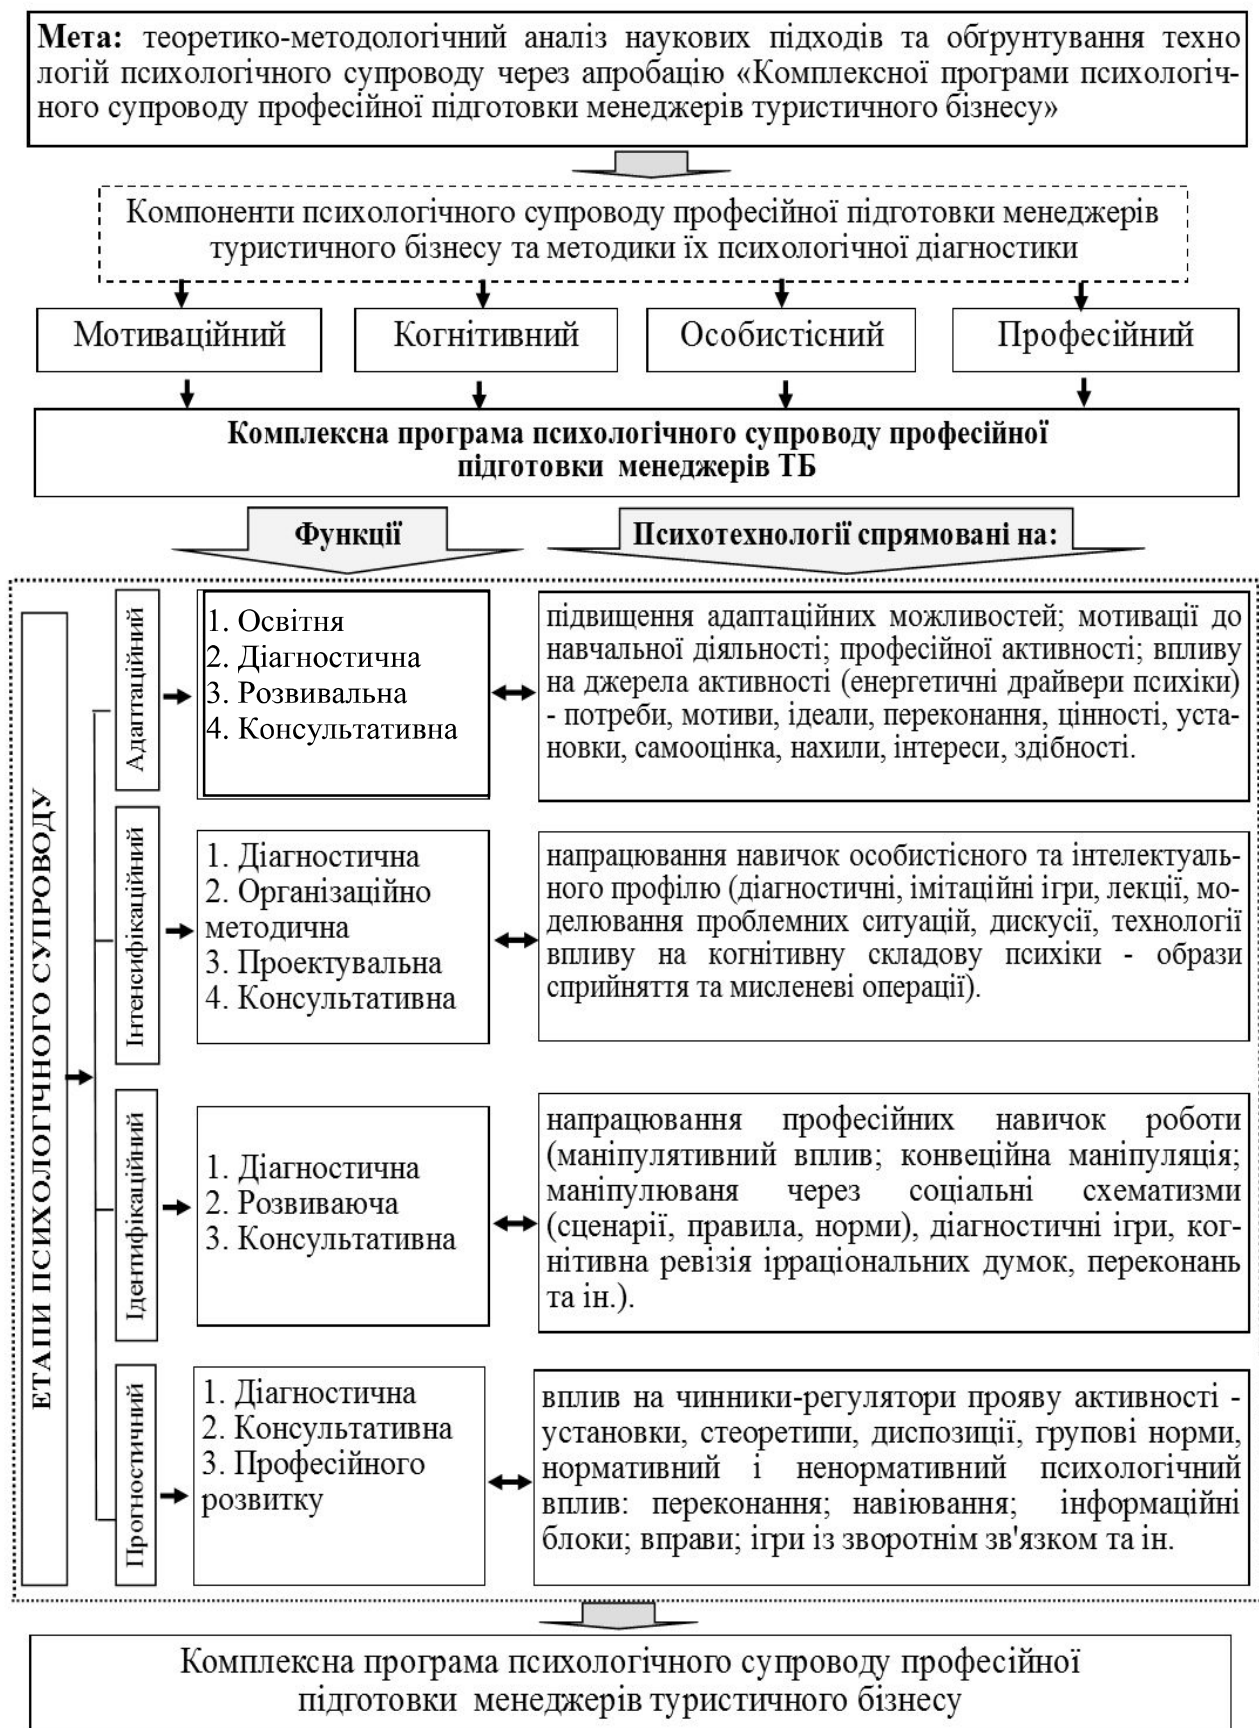 Мета: теоретико-методологічний аналіз наукових підходів та обґрунтування техно
логій психологічного супроводу через апробацію «Комплексної програми психологіч-
ного супроводу професійної підготовки менеджерів туристичного бізнесу»
Компоненти психологічного супроводу професійної підготовки менеджерів
туристичного бізнесу та методики їх психологічної діагностики
Мотиваційний
Когнітивний
Особистісний
Професійний
Комплексна програма психологічного супроводу професійної
підготовки менеджерів ТБ
Функції
Психотехнології спрямовані на:
ЕТАПИ ПСИХОЛОГІЧНОГО СУПРОВОДУ
Адаптаційний
1. Освітня
2. Діагностична
3. Розвивальна
4. Консультативна
підвищення адаптаційних можливостей; мотивації до
навчальної діяльності; професійної активності; впливу
на джерела активності (енергетичні драйвери психіки)
- потреби, мотиви, ідеали, переконання, цінності, уста-
новки, самооцінка, нахили, інтереси, здібності.
Інтенсифікаційний
1. Діагностична
2. Організаційно
методична
3. Проектувальна
4. Консультативна
напрацювання навичок особистісного та інтелектуаль-
ного профілю (діагностичні, імітаційні ігри, лекції, мо-
делювання проблемних ситуацій, дискусії, технології
впливу на когнітивну складову психіки - образи
сприйняття та мисленеві операції).
Ідентифікаційний
1. Діагностична
2. Розвиваюча
3. Консультативна
напрацювання професійних навичок роботи
(маніпулятивний вплив; конвеційна маніпуляція;
маніпулюваня через соціальні схематизми
(сценарії, правила, норми), діагностичні ігри, ког-
нітивна ревізія ірраціональних думок, переконань
та ін.).
Прогностичний
1. Діагностична
2. Консультативна
3. Професійного
розвитку
вплив на чинники-регулятори прояву активності -
установки, стеоретипи, диспозиції, групові норми,
нормативний і ненормативний психологічний
вплив: переконання; навіювання; інформаційні
блоки; вправи; ігри із зворотнім зв'язком та ін.
Комплексна програма психологічного супроводу професійної
підготовки менеджерів туристичного бізнесу